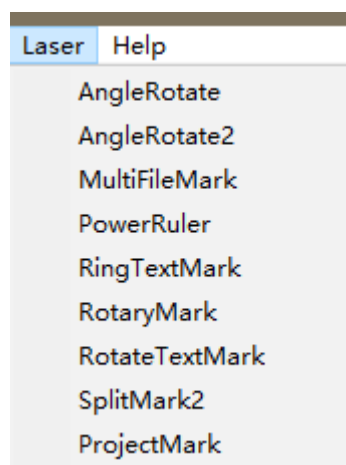 Laser Help
AngleRotate
AngleRotate2
MultiFileMark
PowerRuler
RingTextMark
RotaryMark
RotateTextMark
SplitMark2
ProjectMark